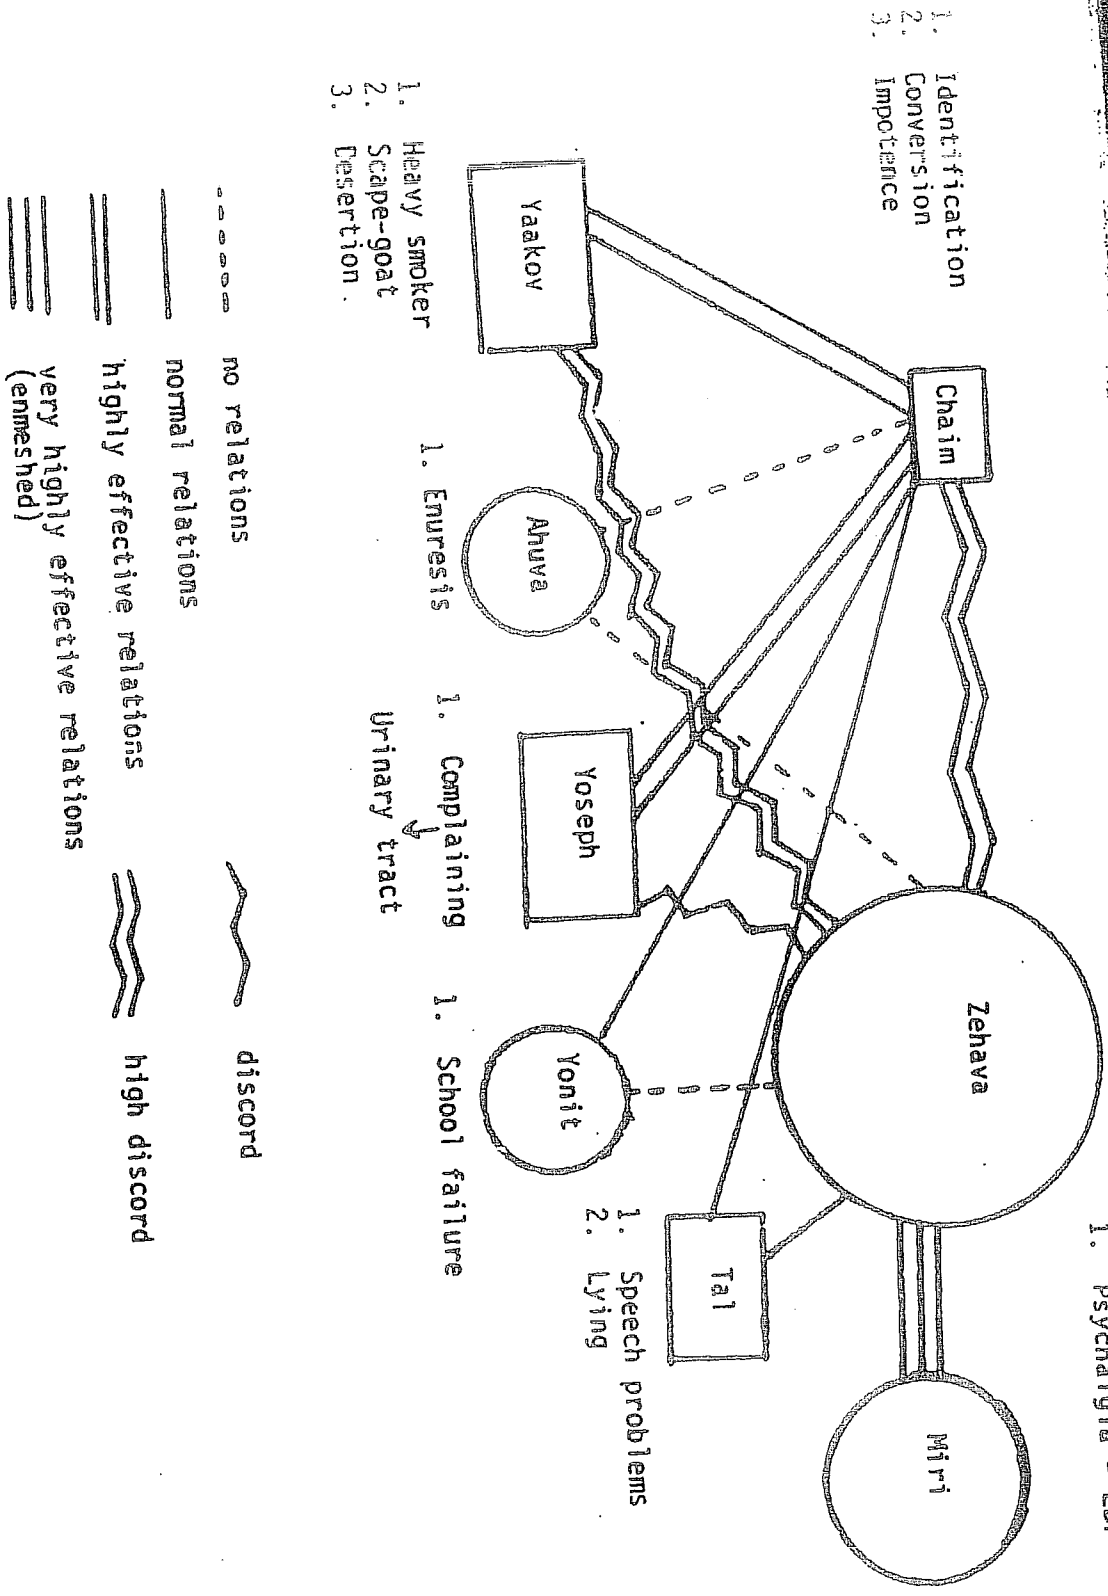 1. Psychalgia
1. Identification
2. Conversion
3. Impotence
Chaim
Zehava
Miri
Yaakov
Ahuva
Yoseph
Yonit
Tal
1. Speech problems
2. Lying
1. Heavy smoker
2. Scape-goat
3. Desertion.
1. Enuresis
1. Complaining
Urinary tract
1. School failure
no relations
normal relations
highly effective relations
very highly effective relations
(enmeshed)
discord
high discord